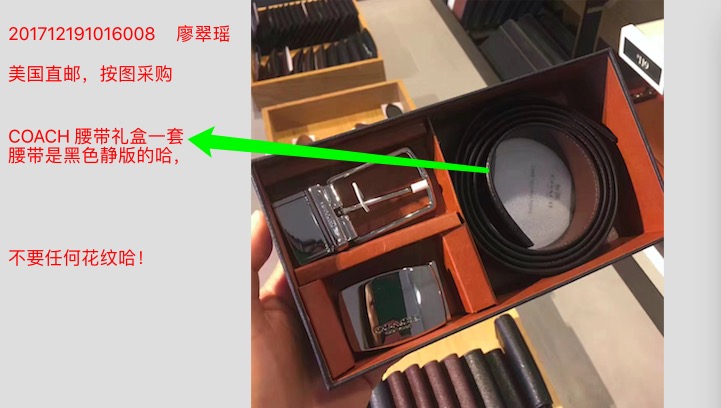 201712191016008 廖翠瑶
美国直邮，按图采购
COACH 腰带礼盒一套
腰带是黑色静版的哈，
不要任何花纹哈！
COACH